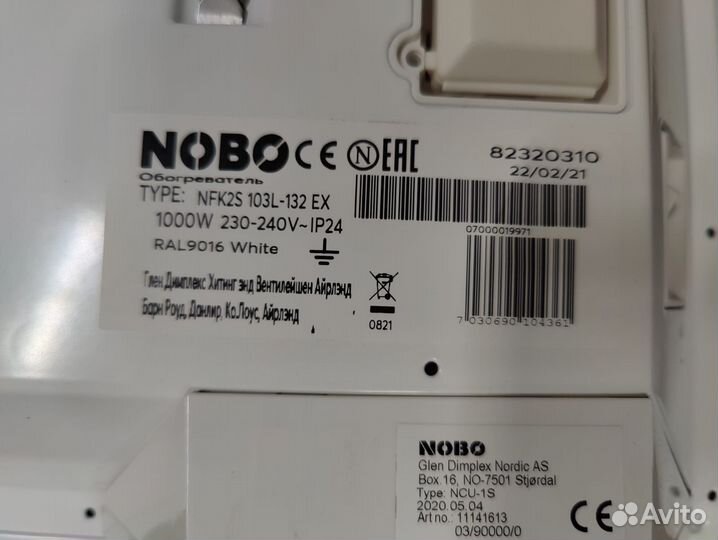 NOBO CE N EAC
82320310
22/02/21
Обогреватель
TYPE: NFK2S 103L-132 EX
1000W 230-240V~IP24
RAL9016 White
07000019971
Глен Димплекс Хитинг энд Вентилейшен Айрлэнд
Барн Роуд, Данлир, Ко.Лоус, Айрлэнд
0821
7 030690 104361
NOBO
Glen Dimplex Nordic AS
Box 16, NO-7501 Stjørdal
Type: NCU-1S
2020.05.04
Art no.: 11141613
03/90000/0
CE
Avito